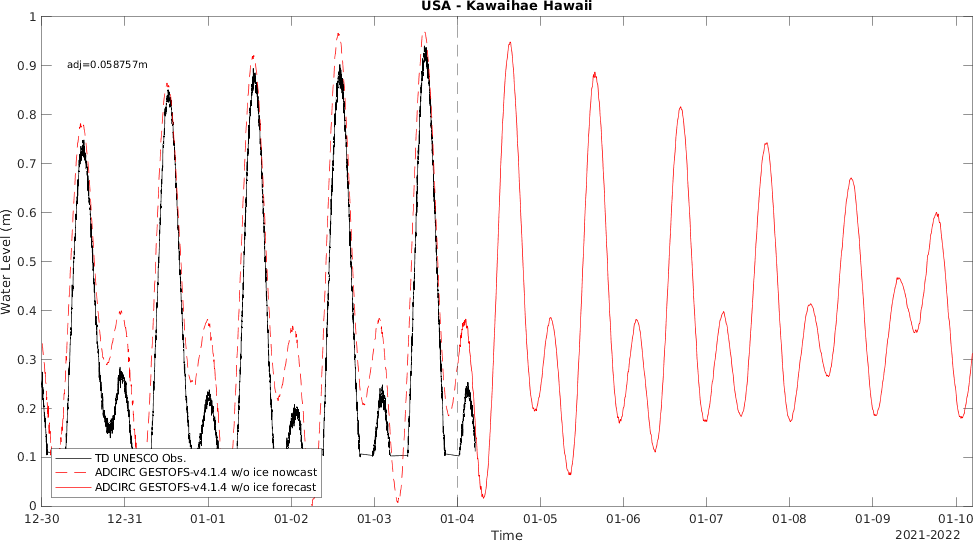 USA - Kawaihae Hawaii
1
0.9
0.8
0.7
0.6
0.5
0.4
0.3
0.2
0.1
0
adj=0.058757m
Water Level (m)
TD UNESCO Obs.
ADCIRC GESTOFS-v4.1.4 w/o ice nowcast
ADCIRC GESTOFS-v4.1.4 w/o ice forecast
12-30 12-31 01-01 01-02 01-03 01-04 01-05 01-06 01-07 01-08 01-09 01-10
Time
2021-2022